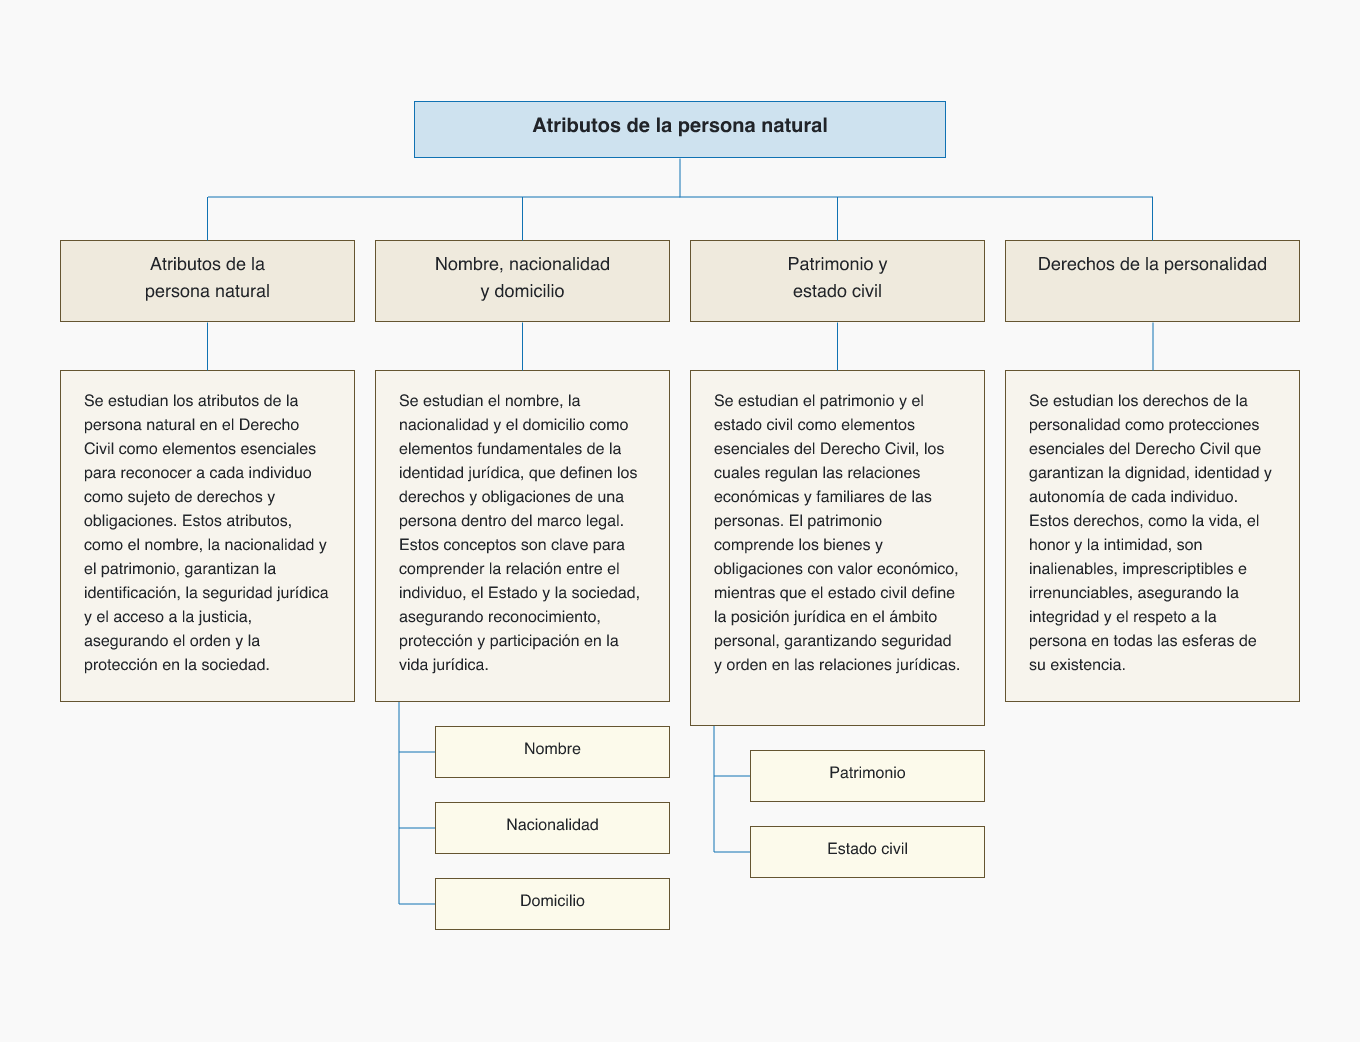 Atributos de la persona natural
Atributos de la
persona natural
Nombre, nacionalidad
y domicilio
Patrimonio y
estado civil
Derechos de la personalidad
Se estudian los atributos de la
persona natural en el Derecho
Civil como elementos esenciales
para reconocer a cada individuo
como sujeto de derechos y
obligaciones. Estos atributos,
como el nombre, la nacionalidad y
el patrimonio, garantizan la
identificación, la seguridad jurídica
y el acceso a la justicia,
asegurando el orden y la
protección en la sociedad.
Se estudian el nombre, la
nacionalidad y el domicilio como
elementos fundamentales de la
identidad jurídica, que definen los
derechos y obligaciones de una
persona dentro del marco legal.
Estos conceptos son clave para
comprender la relación entre el
individuo, el Estado y la sociedad,
asegurando reconocimiento,
protección y participación en la
vida jurídica.
Nombre
Nacionalidad
Domicilio
Se estudian el patrimonio y el
estado civil como elementos
esenciales del Derecho Civil, los
cuales regulan las relaciones
económicas y familiares de las
personas. El patrimonio
comprende los bienes y
obligaciones con valor económico,
mientras que el estado civil define
la posición jurídica en el ámbito
personal, garantizando seguridad
y orden en las relaciones jurídicas.
Patrimonio
Estado civil
Se estudian los derechos de la
personalidad como protecciones
esenciales del Derecho Civil que
garantizan la dignidad, identidad y
autonomía de cada individuo.
Estos derechos, como la vida, el
honor y la intimidad, son
inalienables, imprescriptibles e
irrenunciables, asegurando la
integridad y el respeto a la
persona en todas las esferas de
su existencia.